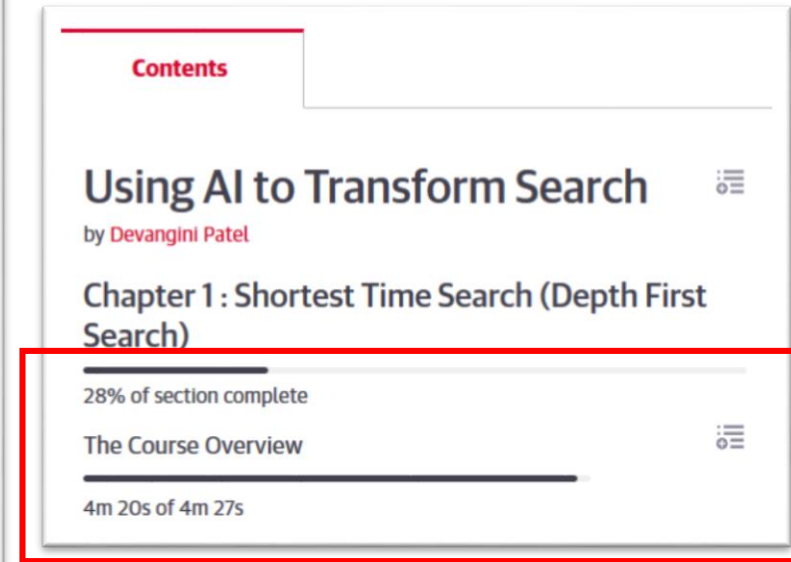 Contents
Using AI to Transform Search
by Devangini Patel
Chapter 1 : Shortest Time Search (Depth First
Search)
28% of section complete
The Course Overview
4m 20s of 4m 27s